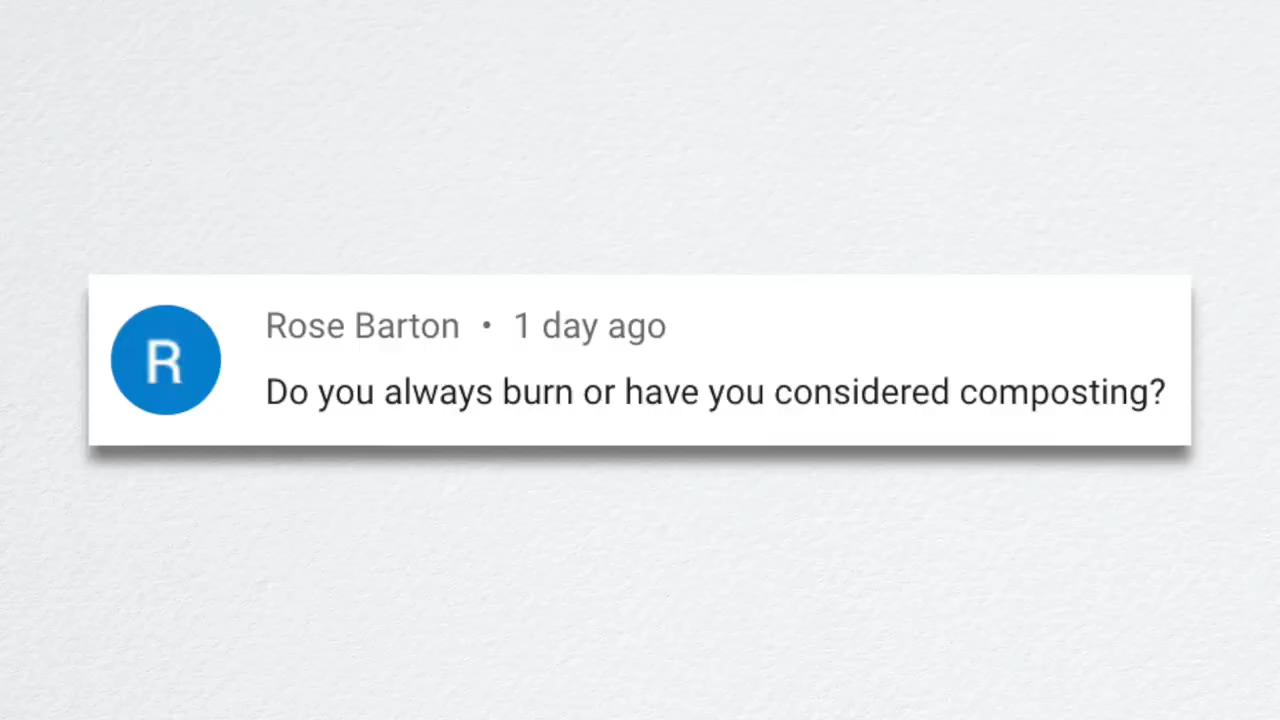 R
Rose Barton • 1 day ago
Do you always burn or have you considered composting?